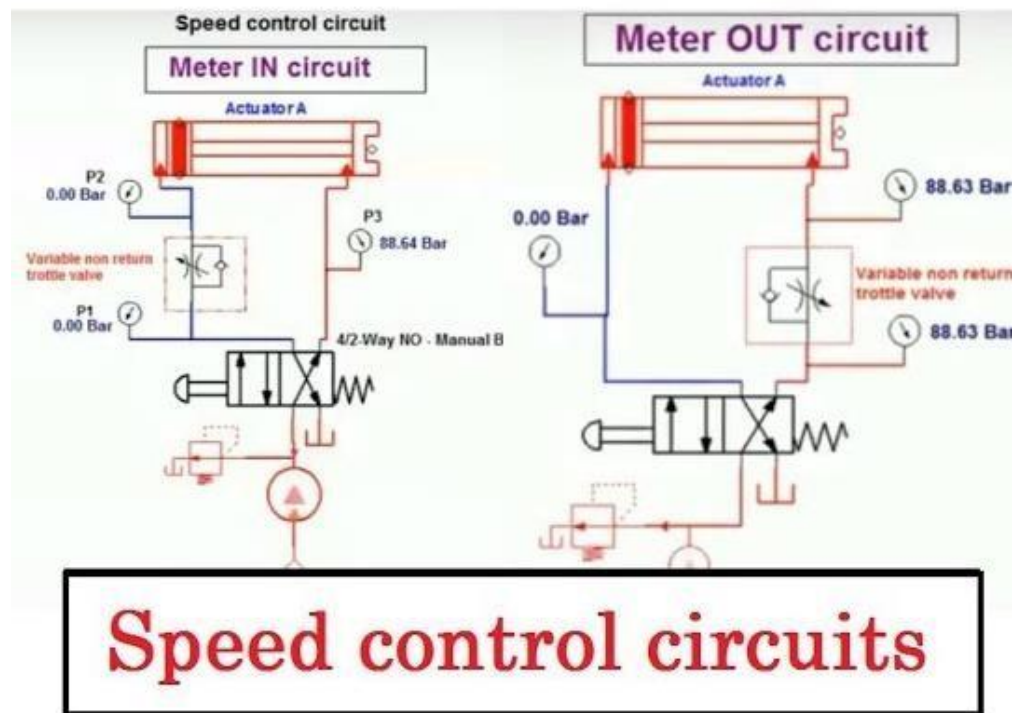 Speed control circuit
Meter IN circuit
Actuator A
P2
0.00 Bar
P3
88.64 Bar
Variable non return
trottle valve
P1
0.00 Bar
4/2-Way NO - Manual B
Meter OUT circuit
Actuator A
88.63 Bar
0.00 Bar
Variable non return
trottle valve
88.63 Bar
Speed control circuits